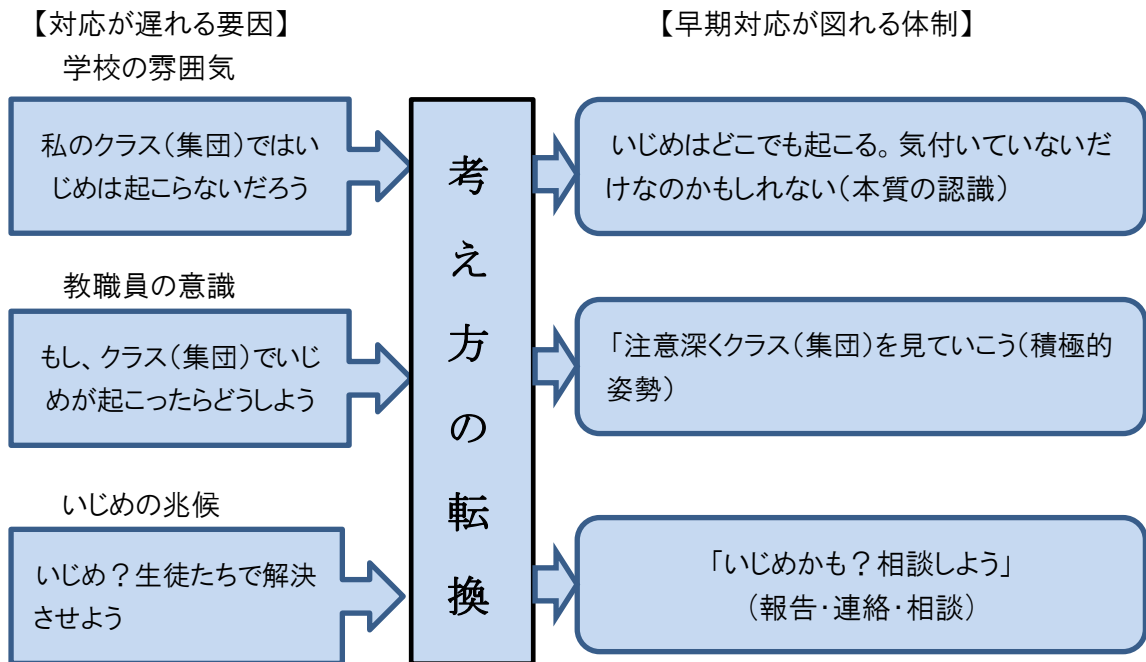 【対応が遅れる要因】
学校の雰囲気
私のクラス(集団)ではい
じめは起こらないだろう
教職員の意識
もし、クラス(集団)でいじ
めが起こったらどうしよう
いじめの兆候
いじめ?生徒たちで解決
させよう
考え方の転換
【早期対応が図れる体制】
いじめはどこでも起こる。気付いていないだ
けなのかもしれない(本質の認識)
「注意深くクラス(集団)を見ていこう(積極的
姿勢)
「いじめかも?相談しよう」
(報告・連絡・相談)